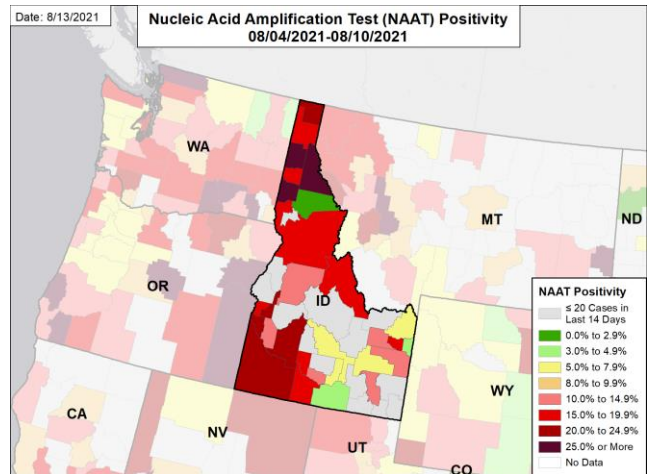 Date: 8/13/2021
Nucleic Acid Amplification Test (NAAT) Positivity
08/04/2021-08/10/2021
WA
MT
ND
OR
ID
WY
CA
NV
UT
CO
NAAT Positivity
≤ 20 Cases in
Last 14 Days
0.0% to 2.9%
3.0% to 4.9%
5.0% to 7.9%
8.0% to 9.9%
10.0% to 14.9%
15.0% to 19.9%
20.0% to 24.9%
25.0% or More
No Data